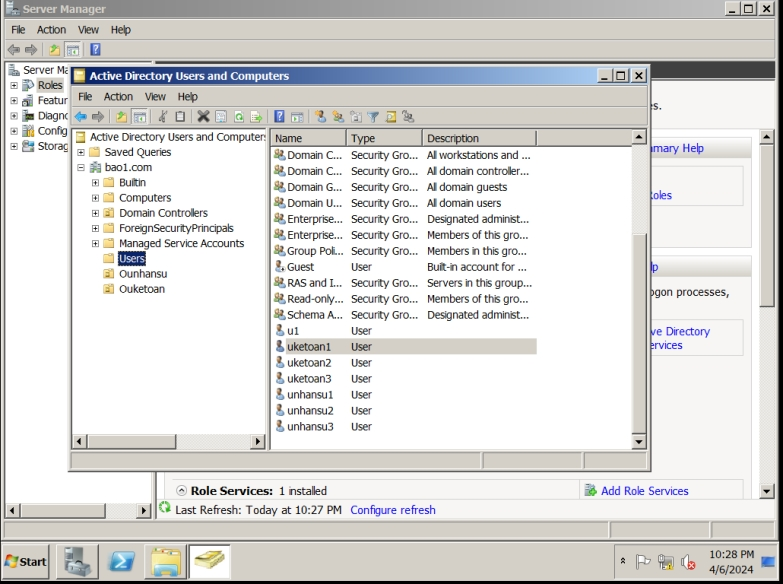 Server Manager
File Action View Help
Server Ma
Roles
Featur
Diagno
Config
Storag
Active Directory Users and Computers
File Action View Help
Active Directory Users and Computers
Saved Queries
bao1.com
Builtin
Computers
Domain Controllers
ForeignSecurityPrincipals
Managed Service Accounts
Users
Ounhansu
Ouketoan
Name Type Description
Domain C... Security Gro... All workstations and ...
Domain C... Security Gro... All domain controller...
Domain G... Security Gro... All domain guests
Domain U... Security Gro... All domain users
Enterprise... Security Gro... Designated administ...
Enterprise... Security Gro... Members of this gro...
Group Poli... Security Gro... Members in this gro...
Guest User Built-in account for ...
RAS and I... Security Gro... Servers in this group...
Read-only... Security Gro... Members of this gro...
Schema A... Security Gro... Designated administ...
u1 User
uketoan1 User
uketoan2 User
uketoan3 User
unhansu1 User
unhansu2 User
unhansu3 User
es.
mary Help
oles
lp
ogon processes,
ve Directory
ervices
Role Services: 1 installed
Add Role Services
Last Refresh: Today at 10:27 PM Configure refresh
Start
10:28 PM
4/6/2024